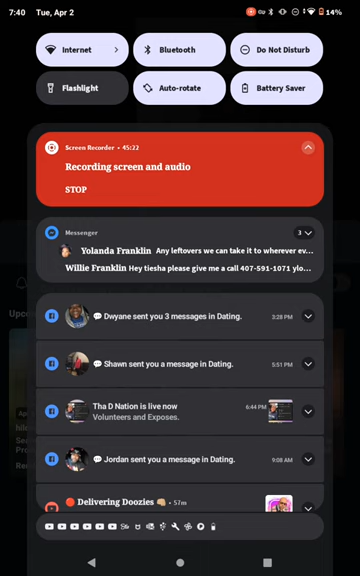 7:40 Tue, Apr 2 14%
Internet Bluetooth Do Not Disturb
Flashlight Auto-rotate Battery Saver
Screen Recorder • 45:22
Recording screen and audio
STOP
Messenger 3
Yolanda Franklin Any leftovers we can take it to wherever ev...
Willie Franklin Hey tiesha please give me a call 407-591-1071 ylo...
💬 Dwyane sent you 3 messages in Dating. 3:28 PM
💬 Shawn sent you a message in Dating. 5:51 PM
Tha D Nation is live now 6:44 PM
Volunteers and Exposes.
💬 Jordan sent you a message in Dating. 9:08 AM
🔴 Delivering Doozies 👊🏼 • 57m